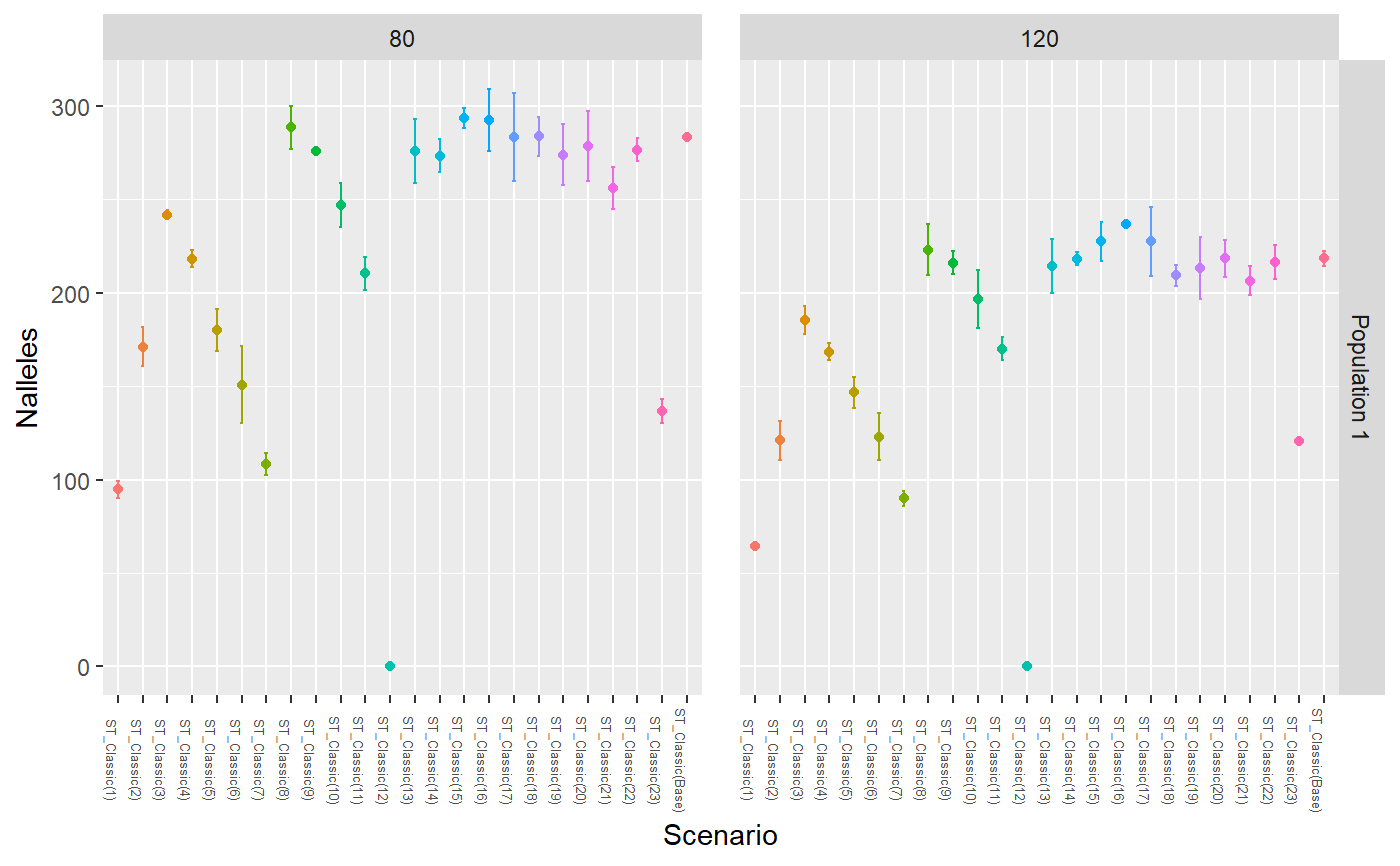 80
120
Nalleles
300
200
100
0
Population 1
ST_Classic(1)
ST_Classic(2)
ST_Classic(3)
ST_Classic(4)
ST_Classic(5)
ST_Classic(6)
ST_Classic(7)
ST_Classic(8)
ST_Classic(9)
ST_Classic(10)
ST_Classic(11)
ST_Classic(12)
ST_Classic(13)
ST_Classic(14)
ST_Classic(15)
ST_Classic(16)
ST_Classic(17)
ST_Classic(18)
ST_Classic(19)
ST_Classic(20)
ST_Classic(21)
ST_Classic(22)
ST_Classic(23)
ST_Classic(Base)
ST_Classic(1)
ST_Classic(2)
ST_Classic(3)
ST_Classic(4)
ST_Classic(5)
ST_Classic(6)
ST_Classic(7)
ST_Classic(8)
ST_Classic(9)
ST_Classic(10)
ST_Classic(11)
ST_Classic(12)
ST_Classic(13)
ST_Classic(14)
ST_Classic(15)
ST_Classic(16)
ST_Classic(17)
ST_Classic(18)
ST_Classic(19)
ST_Classic(20)
ST_Classic(21)
ST_Classic(22)
ST_Classic(23)
ST_Classic(Base)
Scenario